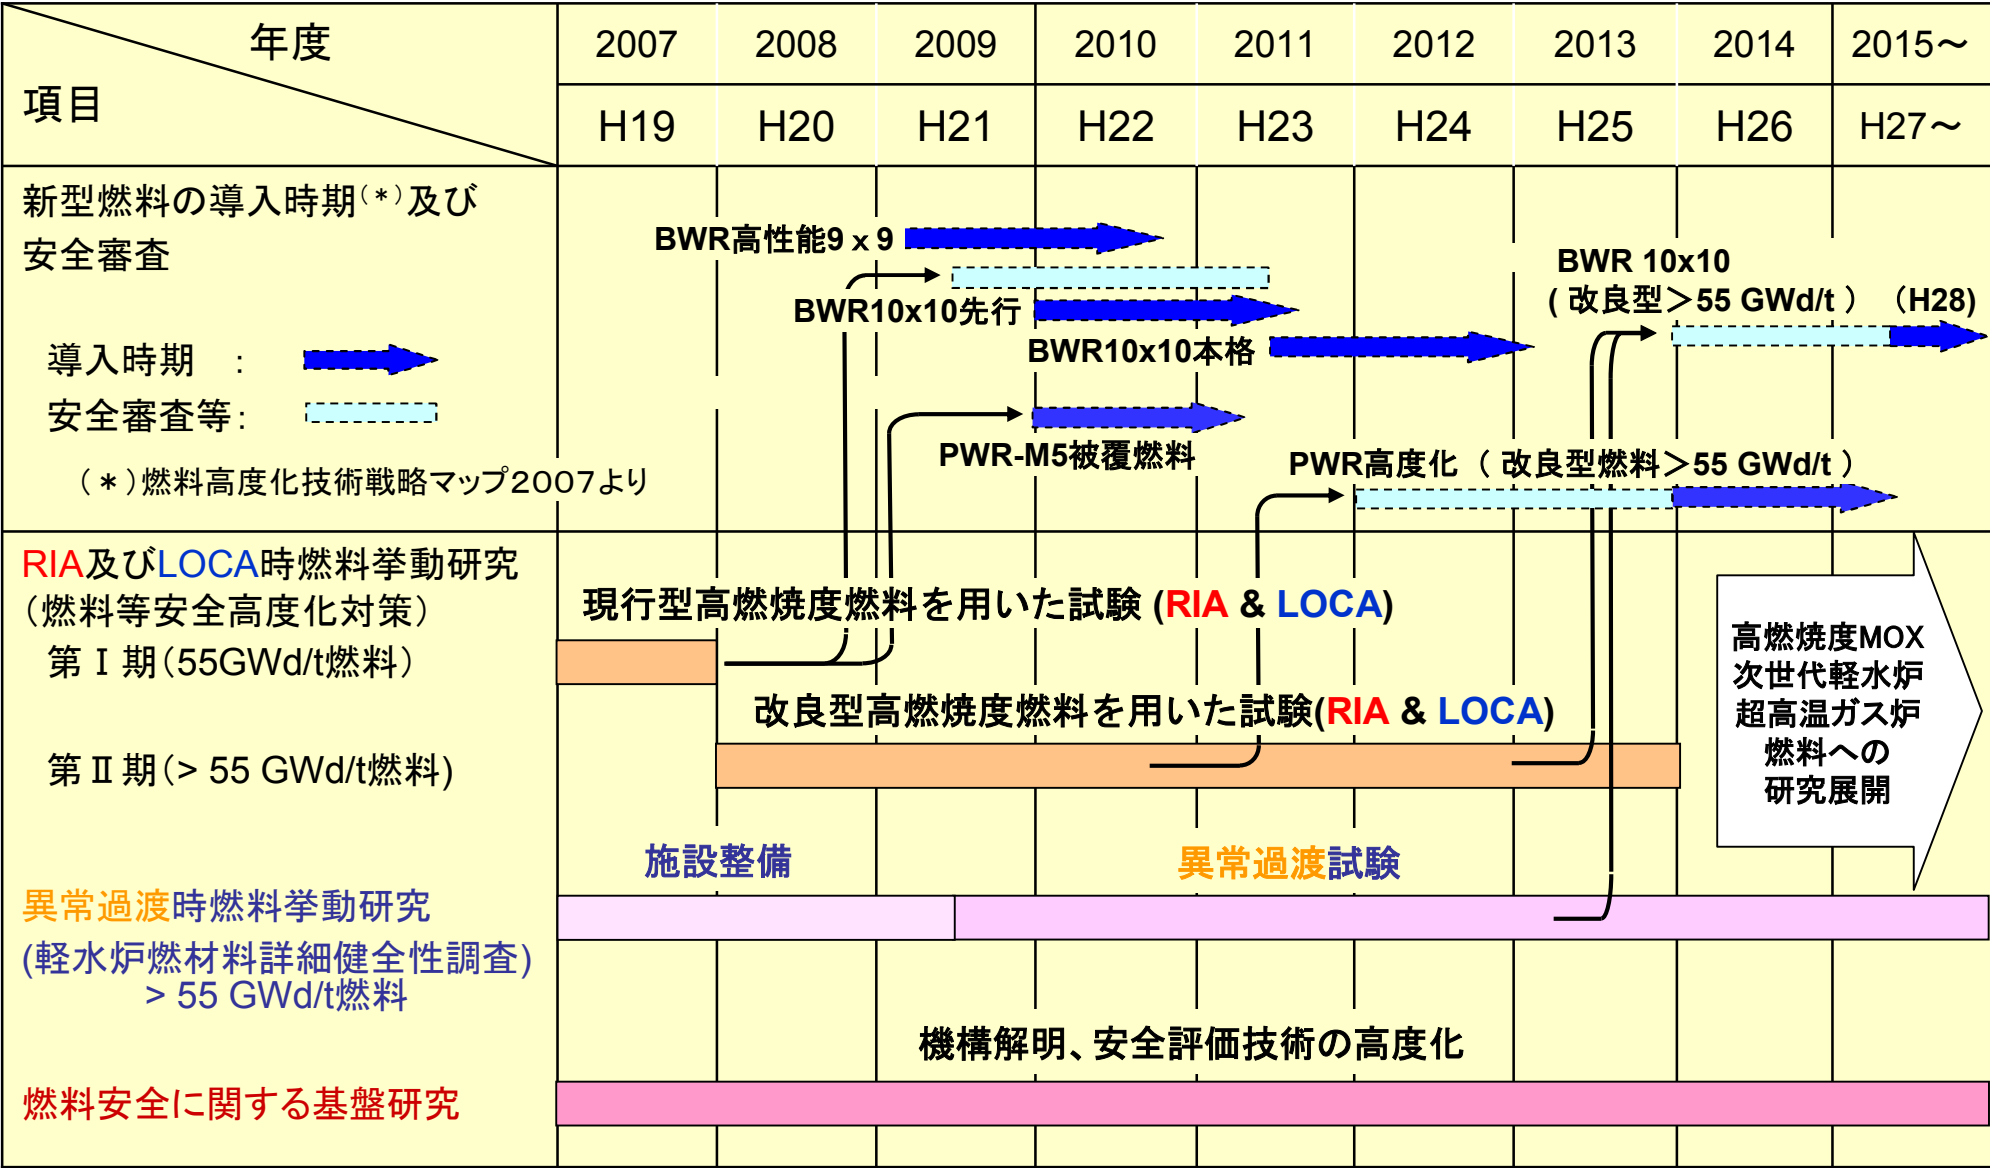 年度
項目
2007 2008 2009 2010 2011 2012 2013 2014 2015～
H19 H20 H21 H22 H23 H24 H25 H26 H27～
新型燃料の導入時期(*)及び
安全審査
導入時期 :
安全審査等:
(*)燃料高度化技術戦略マップ2007より
BWR高性能9 x 9
BWR10x10先行
BWR10x10本格
BWR 10x10
( 改良型＞55 GWd/t ) (H28)
PWR-M5被覆燃料
PWR高度化 ( 改良型燃料＞55 GWd/t )
RIA及びLOCA時燃料挙動研究
(燃料等安全高度化対策)
第Ⅰ期(55GWd/t燃料)
第Ⅱ期(> 55 GWd/t燃料)
現行型高燃焼度燃料を用いた試験 (RIA & LOCA)
改良型高燃焼度燃料を用いた試験(RIA & LOCA)
高燃焼度MOX
次世代軽水炉
超高温ガス炉
燃料への
研究展開
施設整備
異常過渡試験
異常過渡時燃料挙動研究
(軽水炉燃材料詳細健全性調査)
> 55 GWd/t燃料
機構解明、安全評価技術の高度化
燃料安全に関する基盤研究